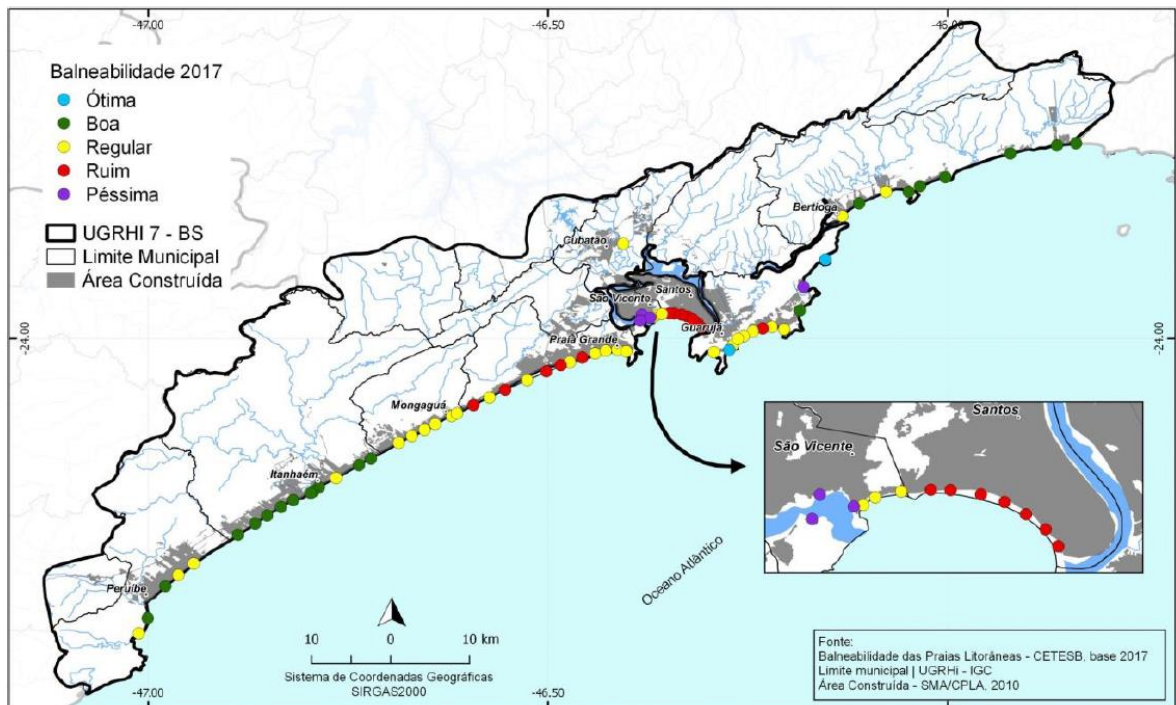 -47.00
-46.50
-46.00
Balneabilidade 2017
Ótima
Boa
Regular
Ruim
Péssima
UGRHI 7 - BS
Limite Municipal
Área Construída
Bertioga
Cubatão
Santos
São Vicente
Guarujá
-24.00
-24.00
Praia Grande
Mongaguá
Itanhaém
Peruíbe
Santos
São Vicente
Oceano Atlântico
10 0 10 km
Sistema de Coordenadas Geográficas
SIRGAS2000
Fonte:
Balneabilidade das Praias Litorâneas - CETESB, base 2017
Limite municipal | UGRHi - IGC
Área Construída - SMA/CPLA, 2010
-47.00
-46.50